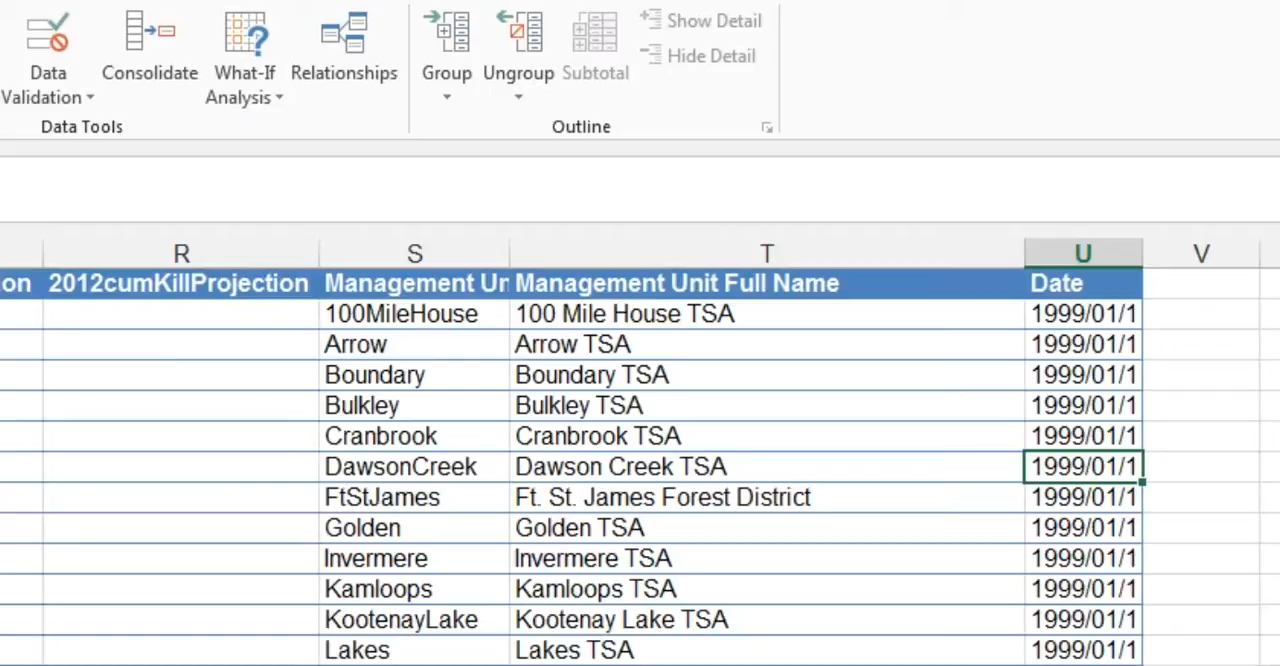 Data Validation
Consolidate
What-If Analysis
Relationships
Group
Ungroup
Subtotal
Show Detail
Hide Detail
Data Tools
Outline
R S T U V
on 2012cumKillProjection Management Un Management Unit Full Name Date
100MileHouse 100 Mile House TSA 1999/01/1
Arrow Arrow TSA 1999/01/1
Boundary Boundary TSA 1999/01/1
Bulkley Bulkley TSA 1999/01/1
Cranbrook Cranbrook TSA 1999/01/1
DawsonCreek Dawson Creek TSA 1999/01/1
FtStJames Ft. St. James Forest District 1999/01/1
Golden Golden TSA 1999/01/1
Invermere Invermere TSA 1999/01/1
Kamloops Kamloops TSA 1999/01/1
KootenayLake Kootenay Lake TSA 1999/01/1
Lakes Lakes TSA 1999/01/1